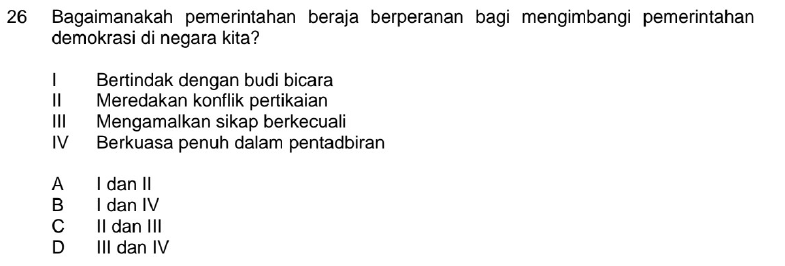 26 Bagaimanakah pemerintahan beraja berperanan bagi mengimbangi pemerintahan
demokrasi di negara kita?
I Bertindak dengan budi bicara
II Meredakan konflik pertikaian
III Mengamalkan sikap berkecuali
IV Berkuasa penuh dalam pentadbiran
A I dan II
B I dan IV
C II dan III
D III dan IV